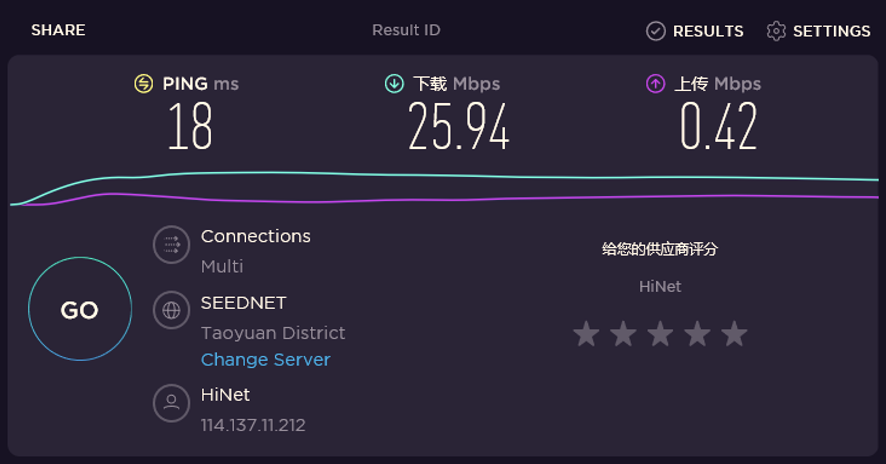 SHARE
Result ID
RESULTS
SETTINGS
PING ms
18
下载 Mbps
25.94
上传 Mbps
0.42
GO
Connections
Multi
SEEDNET
Taoyuan District
Change Server
HiNet
114.137.11.212
给您的供应商评分
HiNet